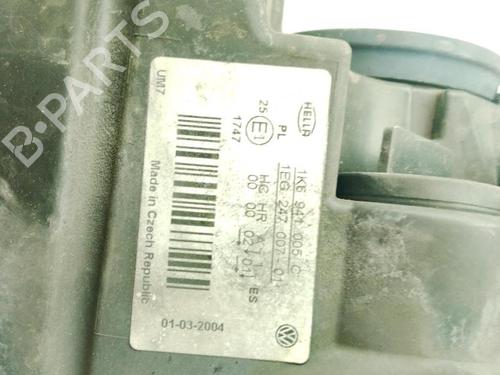 HELLA
1K6 941 005 C
1EG 247 007 01
PL
HC HR A
00 00 02 01
25 E1
1747
ES
UM7
Made in Czech Republic
01-03-2004
B-PARTS